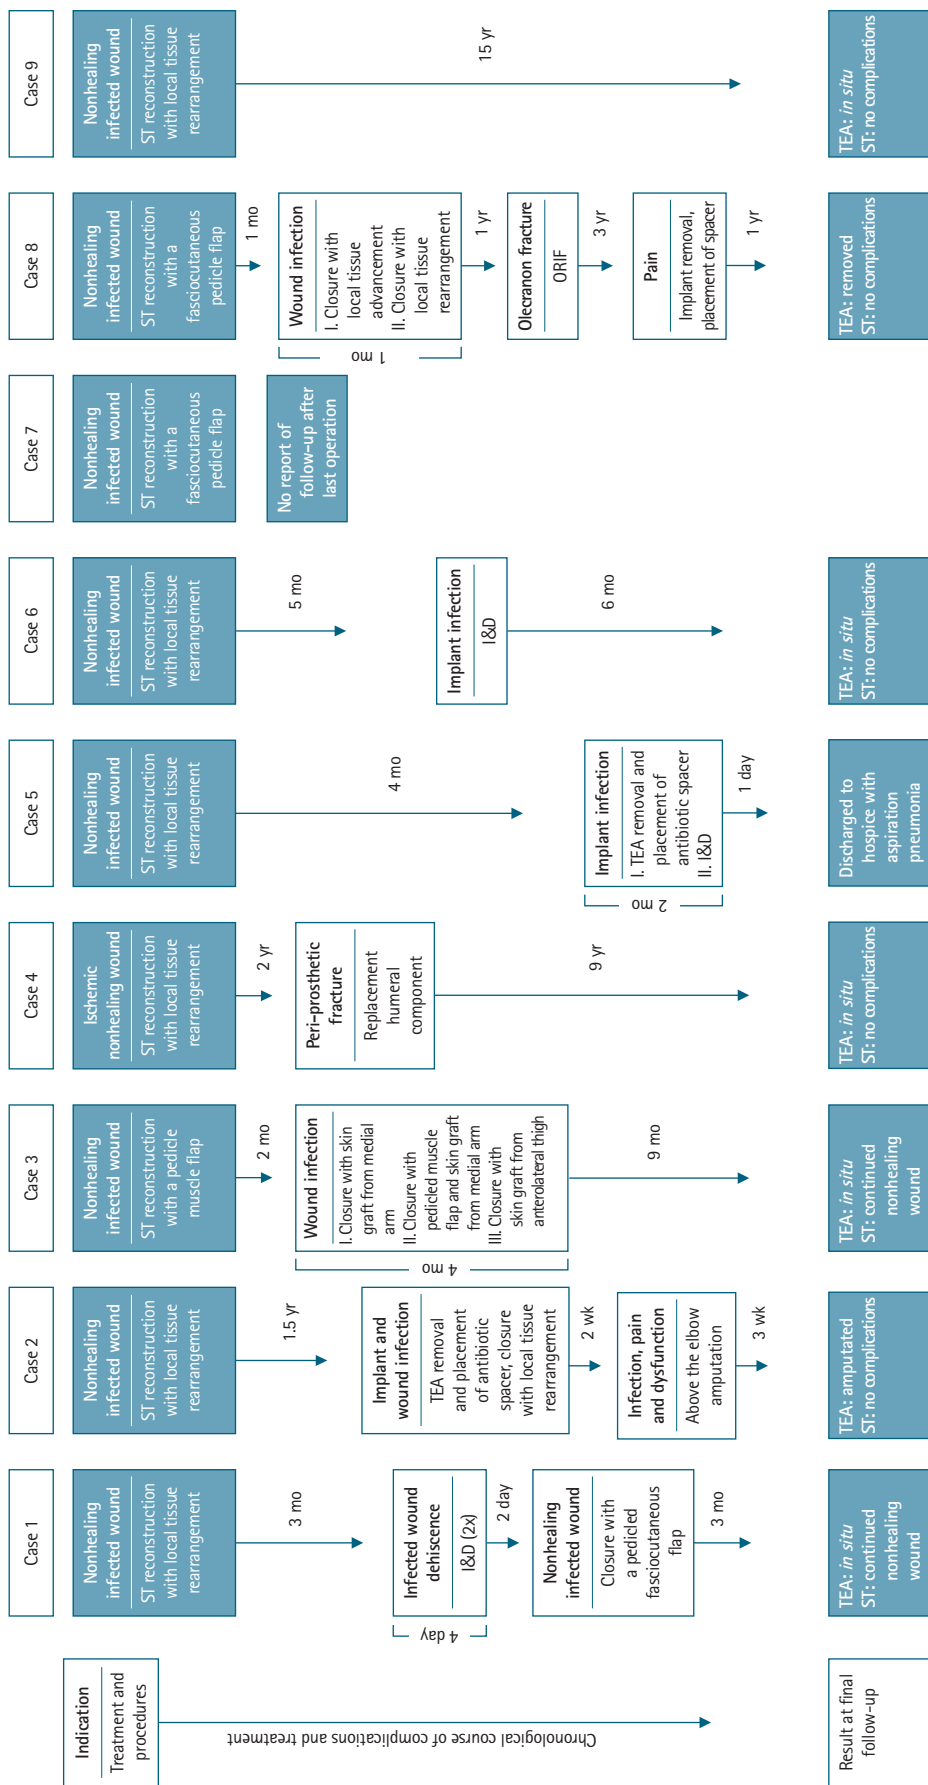 Indication
Treatment and
procedures
Chronological course of complications and treatment
Result at final
follow-up
Case 1
Nonhealing
infected wound
ST reconstruction
with local tissue
rearrangement
3 mo
Infected wound
dehiscence
I&D (2x)
4 day
2 day
Nonhealing
infected wound
Closure with
a pedicled
fasciocutaneous
flap
3 mo
TEA: in situ
ST: continued
nonhealing
wound
Case 2
Nonhealing
infected wound
ST reconstruction
with local tissue
rearrangement
1.5 yr
Implant and
wound infection
TEA removal
and placement
of antibiotic
spacer, closure
with local tissue
rearrangement
2 wk
Infection, pain
and dysfunction
Above the elbow
amputation
3 wk
TEA: amputated
ST: no complications
Case 3
Nonhealing
infected wound
ST reconstruction
with a pedicle
muscle flap
2 mo
Wound infection
I. Closure with skin
graft from medial
arm
II. Closure with
pedicled muscle
flap and skin graft
from medial arm
III. Closure with
skin graft from
anterolateral thigh
4 mo
9 mo
TEA: in situ
ST: continued
nonhealing
wound
Case 4
Ischemic
nonhealing wound
ST reconstruction
with local tissue
rearrangement
2 yr
Peri-prosthetic
fracture
Replacement
humeral
component
9 yr
TEA: in situ
ST: no complications
Case 5
Nonhealing
infected wound
ST reconstruction
with local tissue
rearrangement
4 mo
Implant infection
I. TEA removal and
placement of
antibiotic spacer
II. I&D
2 mo
1 day
Discharged to
hospice with
aspiration
pneumonia
Case 6
Nonhealing
infected wound
ST reconstruction
with local tissue
rearrangement
5 mo
Implant infection
I&D
6 mo
TEA: in situ
ST: no complications
Case 7
Nonhealing
infected wound
ST reconstruction
with a
fasciocutaneous
pedicle flap
No report of
follow-up after
last operation
Case 8
Nonhealing
infected wound
ST reconstruction
with a
fasciocutaneous
pedicle flap
1 mo
Wound infection
I. Closure with
local tissue
advancement
II. Closure with
local tissue
rearrangement
1 mo
1 yr
Olecranon fracture
ORIF
3 yr
Pain
Implant removal,
placement of spacer
1 yr
TEA: removed
ST: no complications
Case 9
Nonhealing
infected wound
ST reconstruction
with local tissue
rearrangement
15 yr
TEA: in situ
ST: no complications